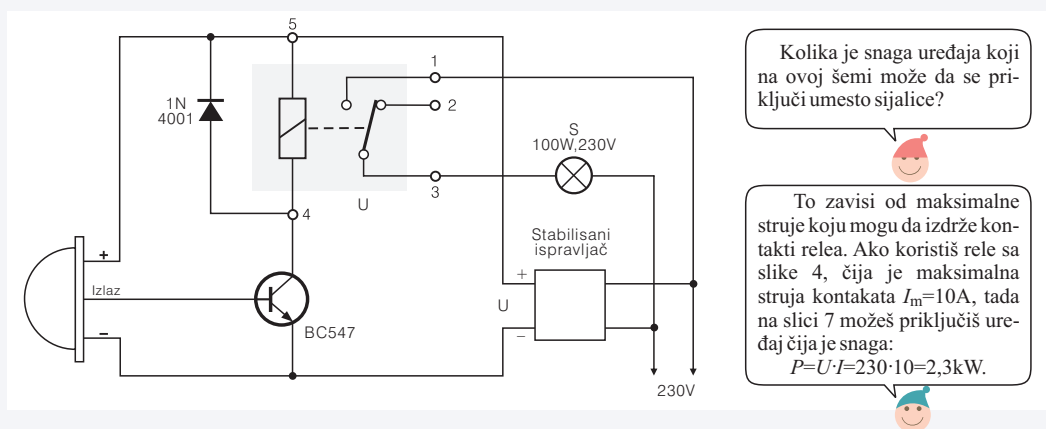 5
1
1N
4001
2
S
100W,230V
3
U
4
Stabilisani
ispravljač
+
+
Izlaz
U
BC547
−
−
230V
Kolika je snaga uređaja koji
na ovoj šemi može da se pri-
ključi umesto sijalice?
To zavisi od maksimalne
struje koju mogu da izdrže kon-
takti relea. Ako koristiš rele sa
slike 4, čija je maksimalna
struja kontakata Im=10A, tada
na slici 7 možeš priključiš ure-
đaj čija je snaga:
P=U·I=230·10=2,3kW.